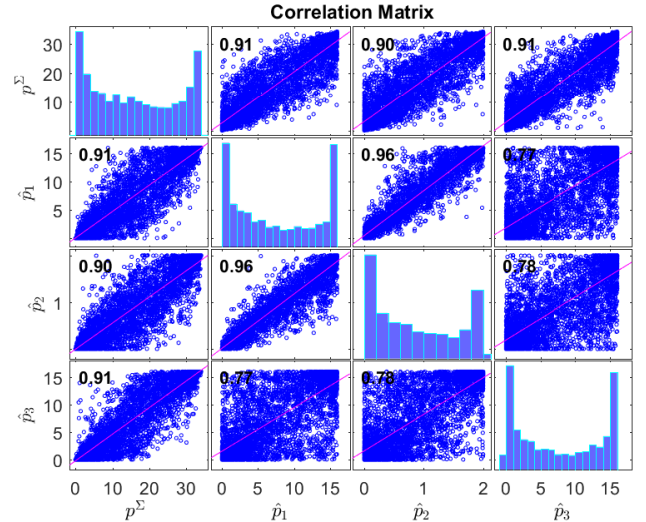 Correlation Matrix
p^Σ 30 20 10 0.91 0.90 0.91
p̂₁ 15 10 5 0.91 0.96 0.77
p̂₂ 1 0.90 0.96 0.78
p̂₃ 15 10 5 0 0.91 0.77 0.78
0 10 20 30 0 5 10 15 0 1 2 0 5 10 15
p^Σ p̂₁ p̂₂ p̂₃